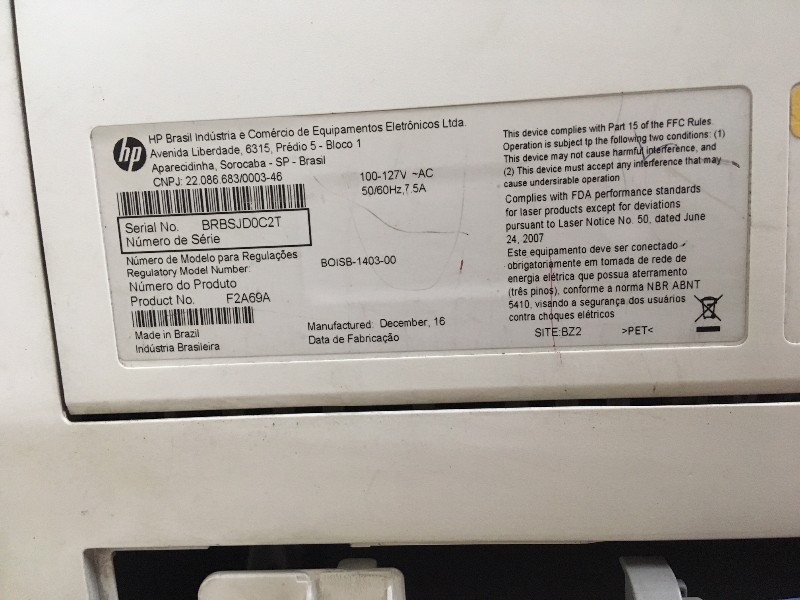 hp
HP Brasil Indústria e Comércio de Equipamentos Eletrônicos Ltda
Avenida Liberdade, 6315, Prédio 5 - Bloco 1
Aparecidinha, Sorocaba - SP - Brasil
CNPJ: 22.086.683/0003-46
100-127V ~AC
50/60Hz,7.5A
Serial No. BRBSJD0C2T
Número de Série
Número de Modelo para Regulações
Regulatory Model Number: BOISB-1403-00
Número do Produto
Product No. F2A69A
Made in Brazil
Indústria Brasileira
Manufactured: December, 16
Data de Fabricação
This device complies with Part 15 of the FFC Rules.
Operation is subject tp the following two conditions: (1)
This device may not cause harmful interference, and
(2) This device must accept any interference that may
cause undersirable operation
Complies with FDA performance standards
for laser products except for deviations
pursuant to Laser Notice No. 50, dated June
24, 2007
Este equipamento deve ser conectado
obrigatoriamente em tomada de rede de
energia elétrica que possua aterramento
(três pinos), conforme a norma NBR ABNT
5410, visando a segurança dos usuários
contra choques elétricos
SITE:BZ2 >PET<